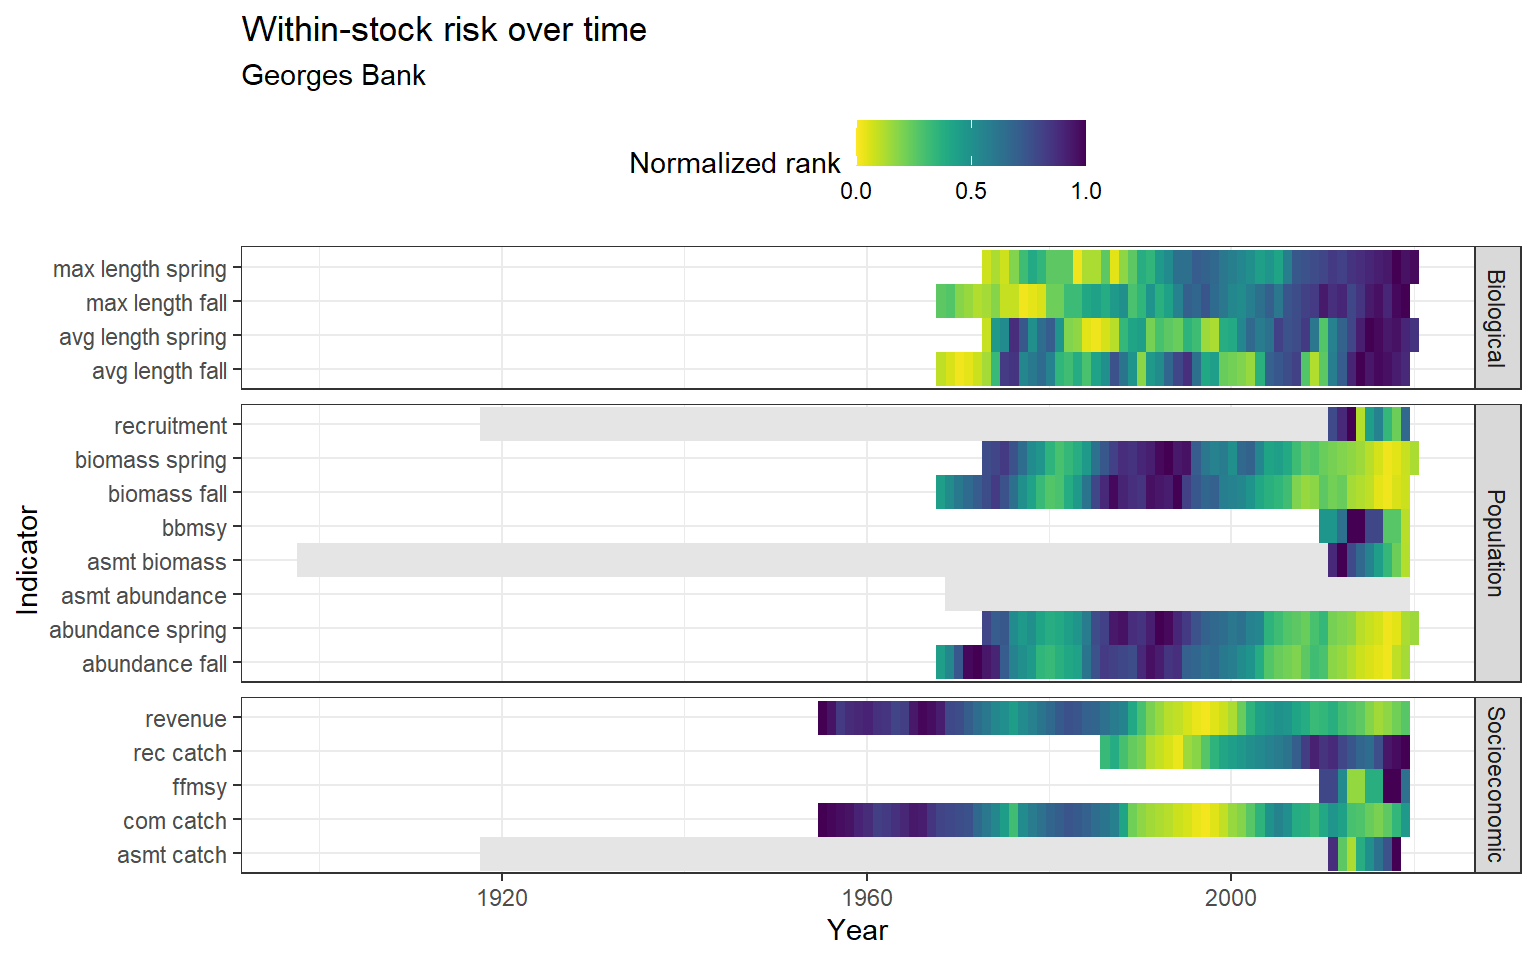 Within-stock risk over time
Georges Bank
Normalized rank
0.0 0.5 1.0
max length spring
max length fall
avg length spring
avg length fall
Biological
recruitment
biomass spring
biomass fall
bbmsy
asmt biomass
asmt abundance
abundance spring
abundance fall
Population
revenue
rec catch
ffmsy
com catch
asmt catch
Socioeconomic
Indicator
1920 1960 2000
Year